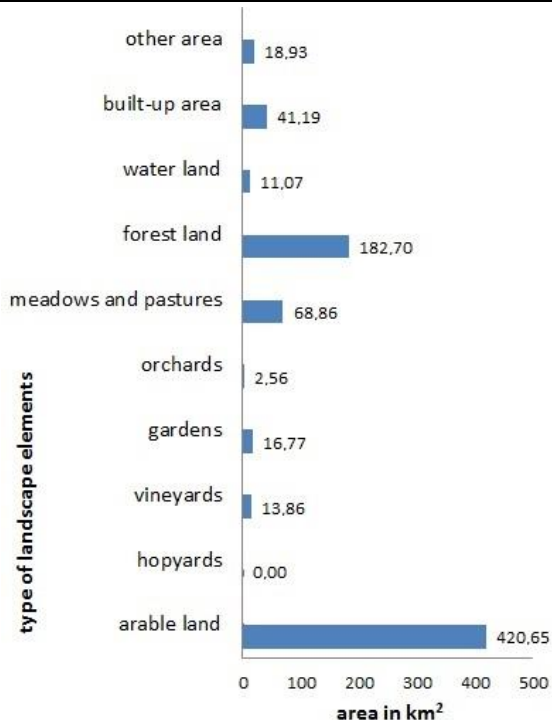 other area
18,93
built-up area
41,19
water land
11,07
forest land
182,70
meadows and pastures
68,86
orchards
2,56
gardens
16,77
vineyards
13,86
hopyards
0,00
arable land
420,65
type of landscape elements
0 100 200 300 400 500
area in km²